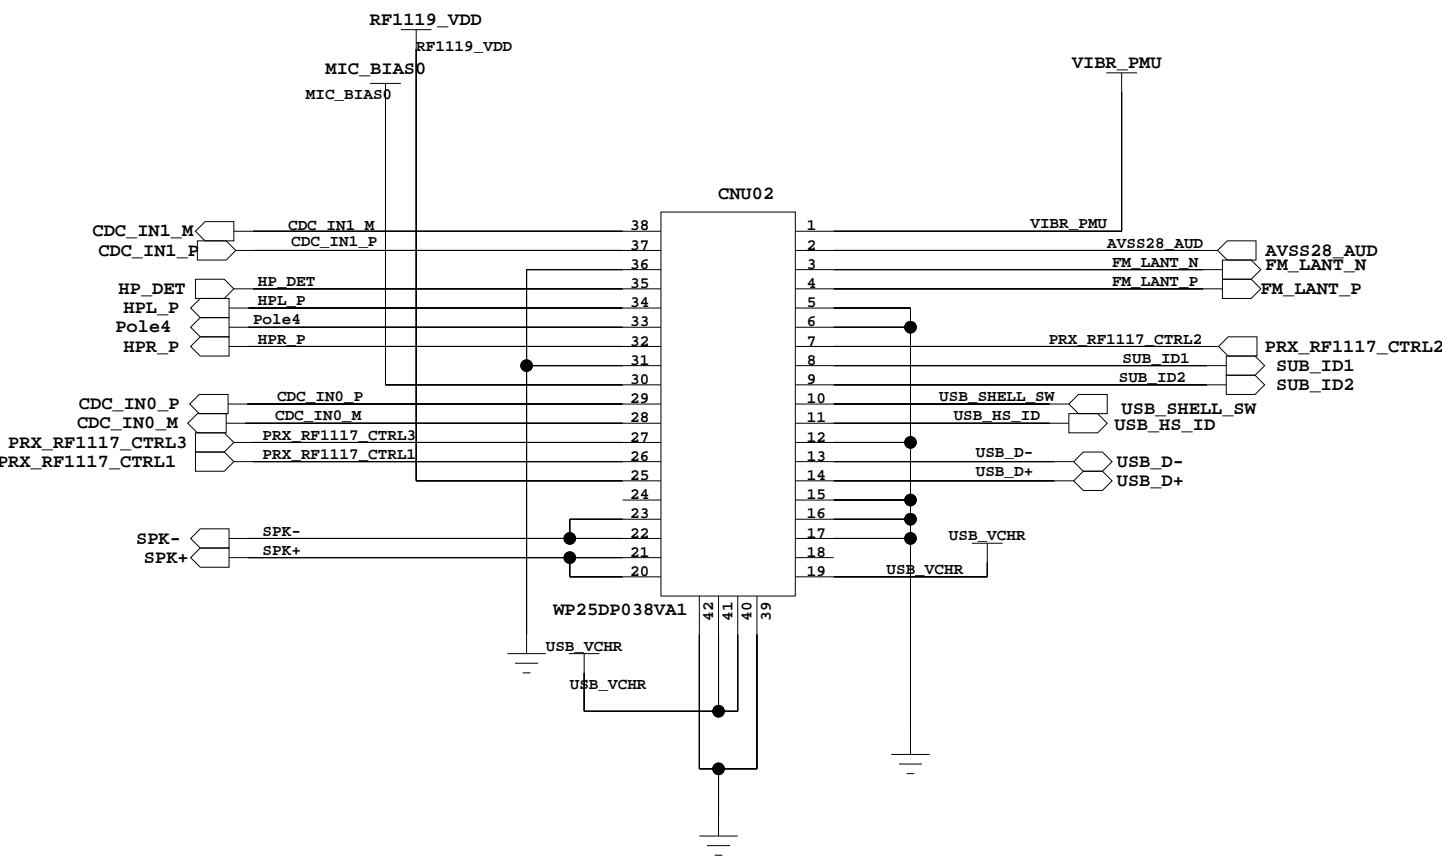 RF1119_VDD
RF1119_VDD
MIC_BIAS0
MIC_BIAS0
VIBR_PMU
CNU02
CDC_IN1_M CDC_IN1_M 38 1 VIBR_PMU
CDC_IN1_P CDC_IN1_P 37 2 AVSS28_AUD AVSS28_AUD
36 3 FM_LANT_N FM_LANT_N
HP_DET HP_DET 35 4 FM_LANT_P FM_LANT_P
HPL_P HPL_P 34 5
Pole4 Pole4 33 6
HPR_P HPR_P 32 7 PRX_RF1117_CTRL2 PRX_RF1117_CTRL2
31 8 SUB_ID1 SUB_ID1
30 9 SUB_ID2 SUB_ID2
CDC_IN0_P CDC_IN0_P 29 10 USB_SHELL_SW USB_SHELL_SW
CDC_IN0_M CDC_IN0_M 28 11 USB_HS_ID USB_HS_ID
PRX_RF1117_CTRL3 PRX_RF1117_CTRL3 27 12
PRX_RF1117_CTRL1 PRX_RF1117_CTRL1 26 13 USB_D- USB_D-
25 14 USB_D+ USB_D+
24 15
23 16
SPK- SPK- 22 17 USB_VCHR
SPK+ SPK+ 21 18
20 19 USB_VCHR
WP25DP038VA1 42 41 40 39
USB_VCHR
USB_VCHR